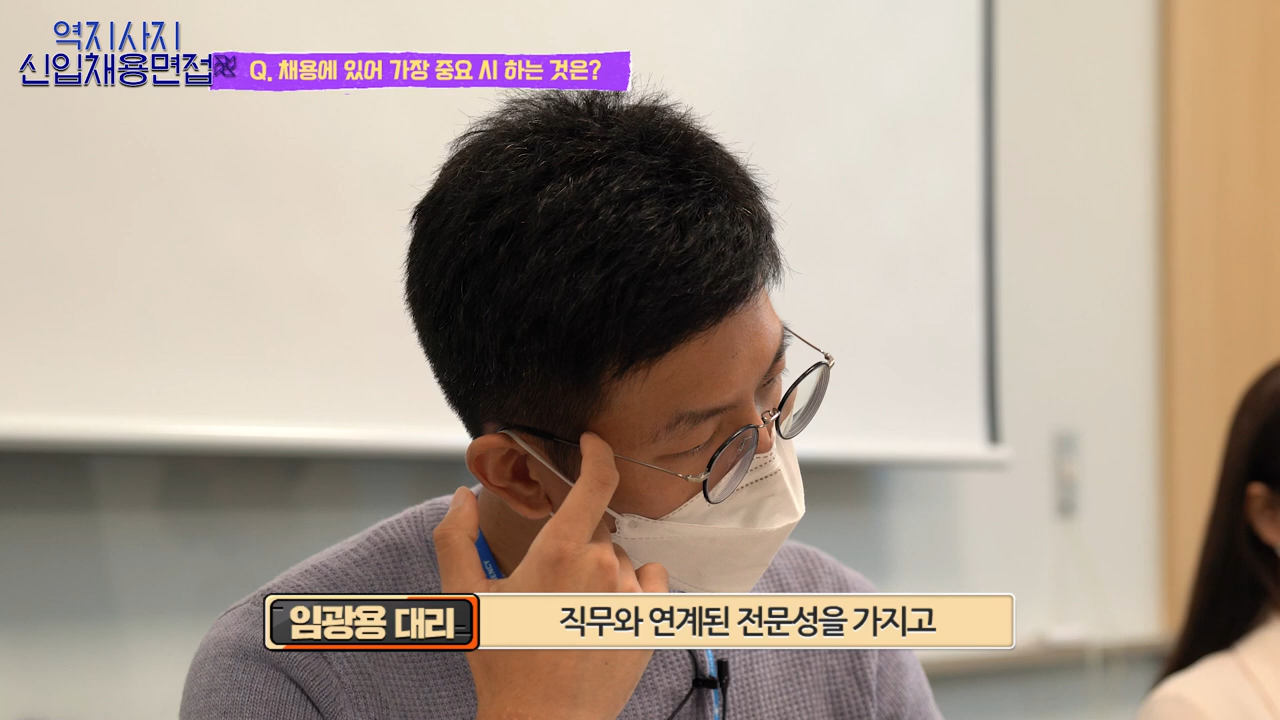 역지사지
신입채용면접
Q. 채용에 있어 가장 중요 시 하는 것은?
임광용 대리
직무와 연계된 전문성을 가지고